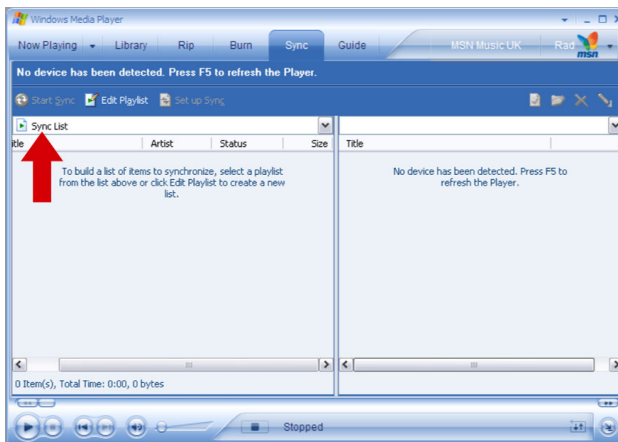 Windows Media Player
Now Playing Library Rip Burn Sync Guide MSN Music UK Rad
msn
No device has been detected. Press F5 to refresh the Player.
Start Sync Edit Playlist Set up Sync
Sync List
itle Artist Status Size Title
To build a list of items to synchronize, select a playlist
from the list above or click Edit Playlist to create a new
list.
No device has been detected. Press F5 to
refresh the Player.
0 Item(s), Total Time: 0:00, 0 bytes
Stopped